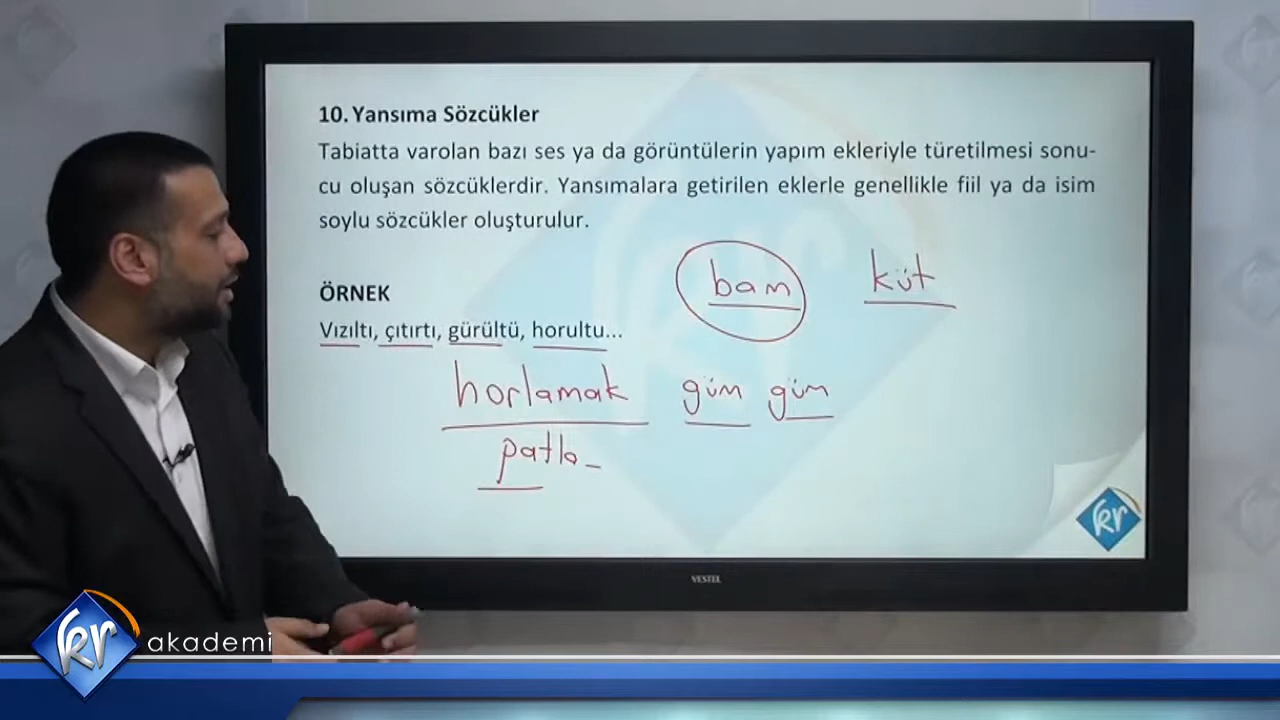 10. Yansıma Sözcükler
Tabiatta varolan bazı ses ya da görüntülerin yapım ekleriyle türetilmesi sonu-
cu oluşan sözcüklerdir. Yansımalara getirilen eklerle genellikle fiil ya da isim
soylu sözcükler oluşturulur.
bam küt
ÖRNEK
Vızıltı, çıtırtı, gürültü, horultu...
horlamak güm güm
patla-
kr
VESTEL
kr akademi